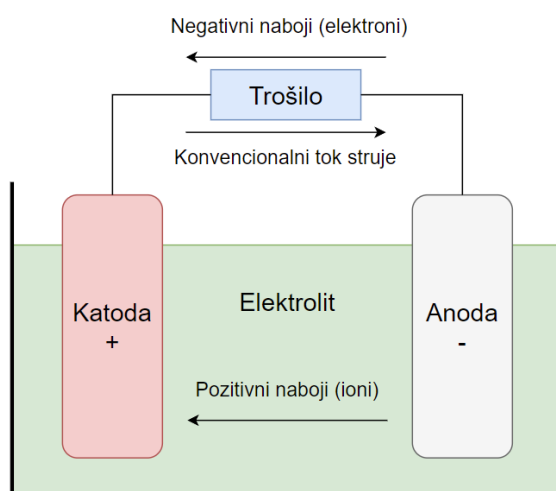 Negativni naboji (elektroni)
Trošilo
Konvencionalni tok struje
Katoda
+
Elektrolit
Anoda
-
Pozitivni naboji (ioni)